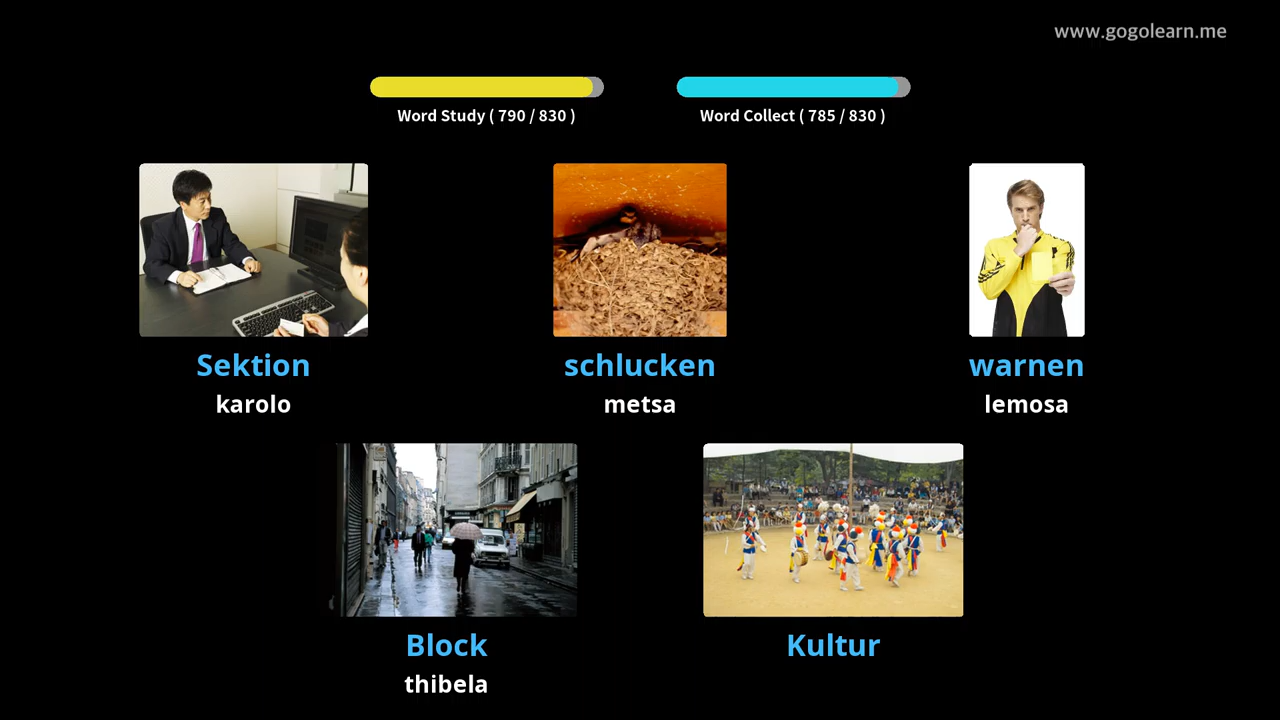 www.gogolearn.me
Word Study ( 790 / 830 )
Word Collect ( 785 / 830 )
Sektion
karolo
schlucken
metsa
warnen
lemosa
Block
thibela
Kultur